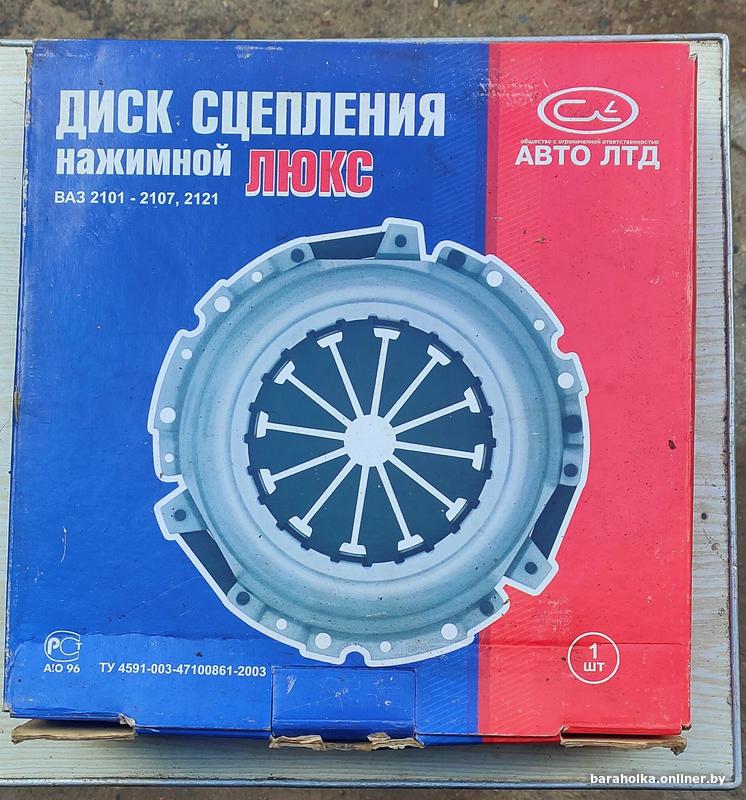 ДИСК СЦЕПЛЕНИЯ
нажимной ЛЮКС
ВАЗ 2101 - 2107, 2121
общество с ограниченной ответственностью
АВТО ЛТД
РСТ
АЮ 96
ТУ 4591-003-47100861-2003
1
шт
baraholka.onliner.by